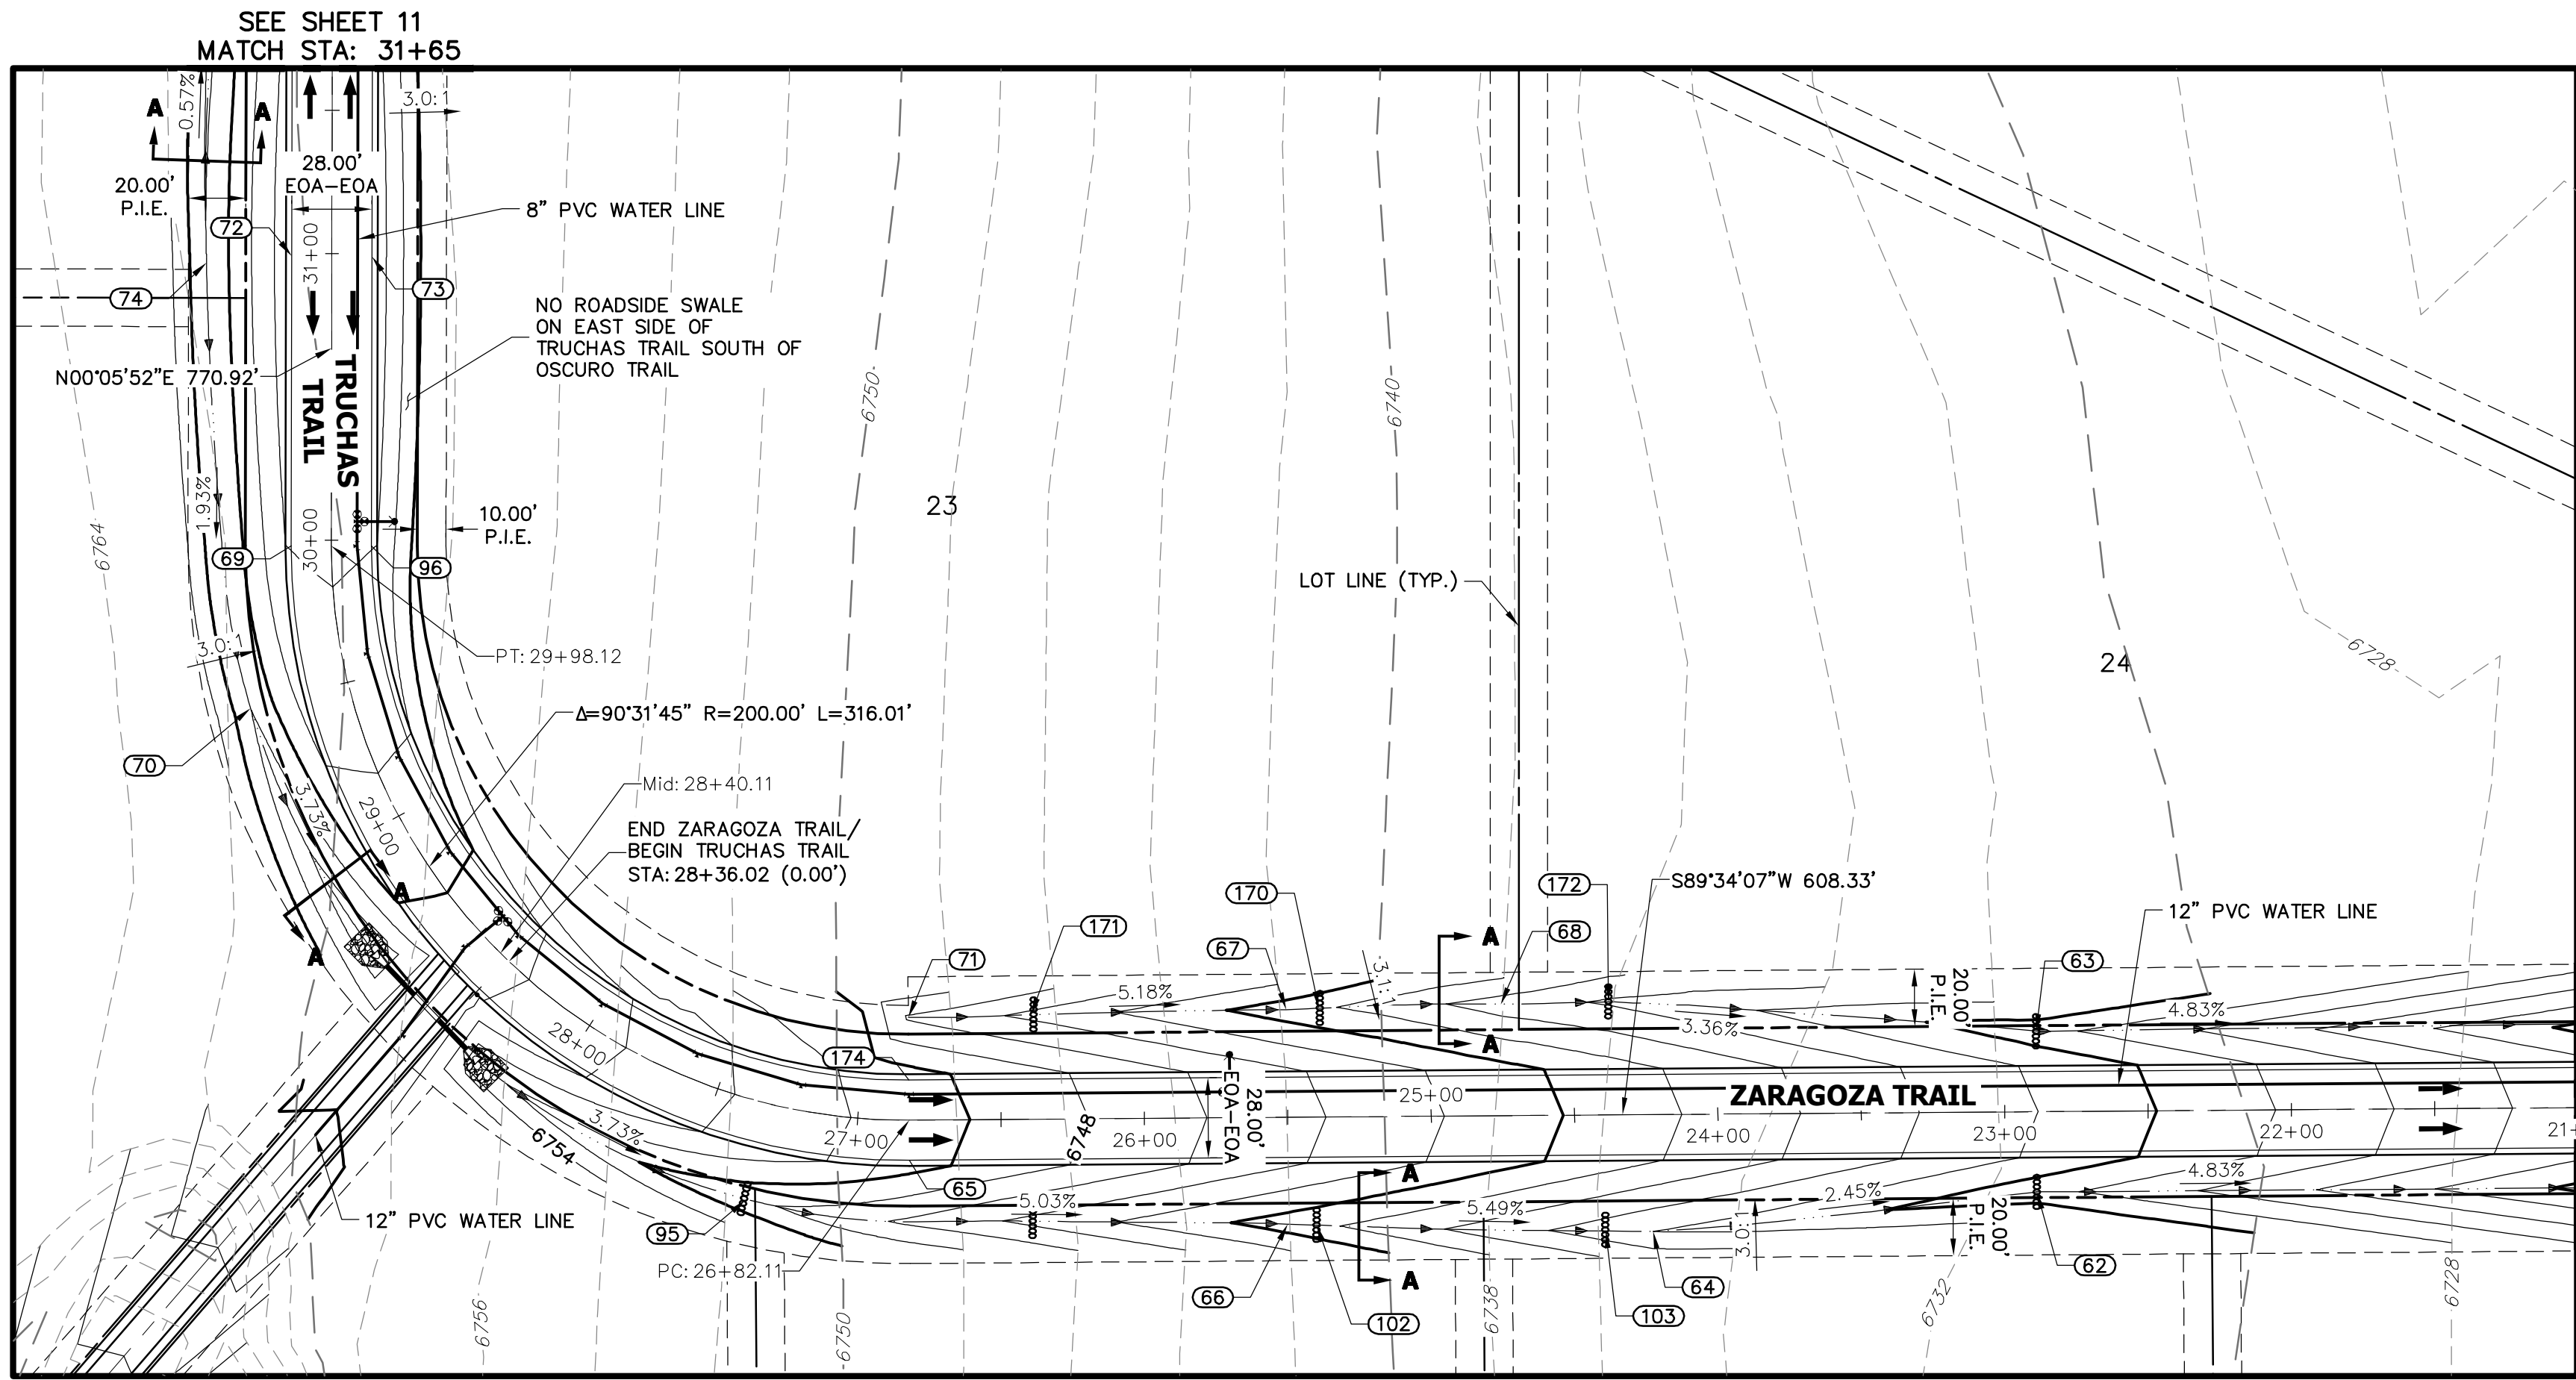 SEE SHEET 11
MATCH STA: 31+65
0.57%
A
A
3.0:1
28.00'
EOA-EOA
20.00'
P.I.E.
72
8" PVC WATER LINE
31+00
74
73
NO ROADSIDE SWALE
ON EAST SIDE OF
TRUCHAS TRAIL SOUTH OF
OSCURO TRAIL
N00°05'52"E 770.92'
TRUCHAS
TRAIL
6750
6740
1.93%
23
10.00'
P.I.E.
6764
30+00
69
96
LOT LINE (TYP.)
3.0:1
PT: 29+98.12
24
6728
Δ=90°31'45" R=200.00' L=316.01'
70
3.73%
29+00
Mid: 28+40.11
END ZARAGOZA TRAIL/
BEGIN TRUCHAS TRAIL
STA: 28+36.02 (0.00')
A
A
170
172
S89°34'07"W 608.33'
12" PVC WATER LINE
171
67
68
A
71
63
3.1:1
5.18%
20.00'
P.I.E.
4.83%
3.36%
28+00
174
A
28.00'
EOA-EOA
25+00
ZARAGOZA TRAIL
3.73%
6754
27+00
6748
26+00
24+00
23+00
22+00
21+
65
A
5.03%
5.49%
2.45%
4.83%
12" PVC WATER LINE
95
3.0:1
20.00'
P.I.E.
PC: 26+82.11
62
A
64
66
102
103
6756
6750
6738
6732
6728